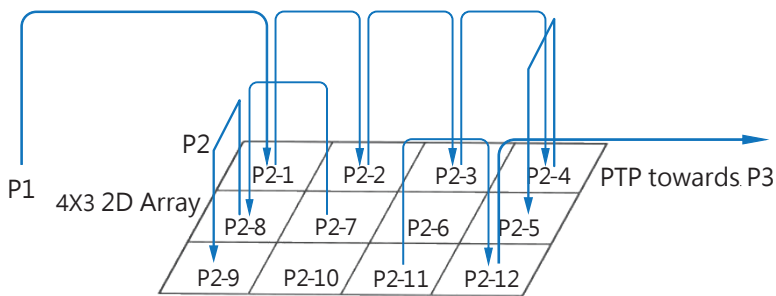 P2
P2-1 P2-2 P2-3 P2-4
P1
4X3 2D Array
PTP towards P3
P2-8 P2-7 P2-6 P2-5
P2-9 P2-10 P2-11 P2-12